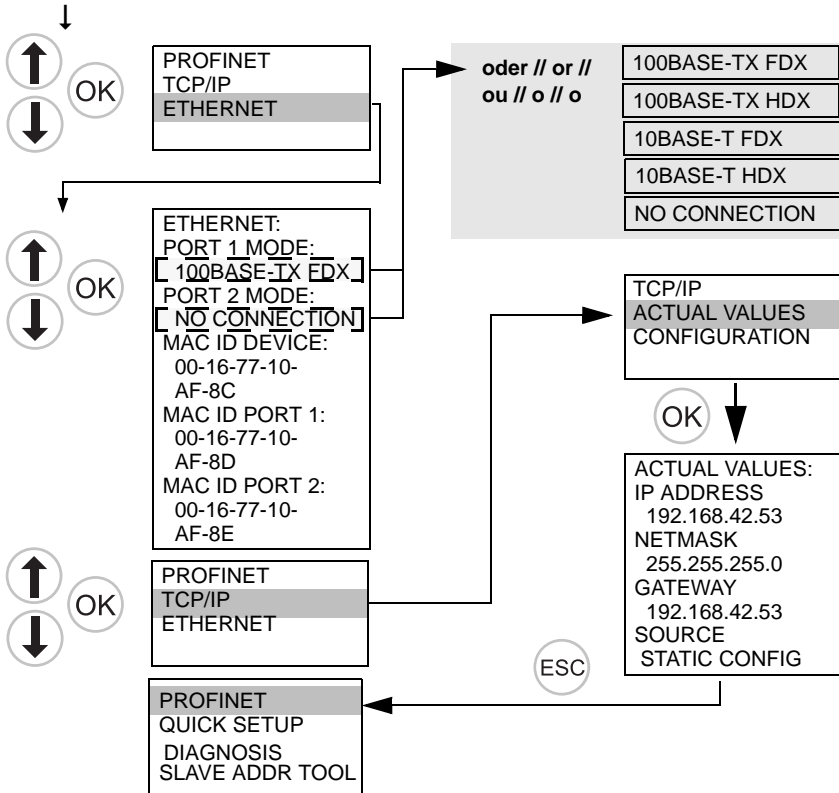 OK
PROFINET
TCP/IP
ETHERNET
oder // or //
ou // o // o
100BASE-TX FDX
100BASE-TX HDX
10BASE-T FDX
10BASE-T HDX
NO CONNECTION
OK
ETHERNET:
PORT 1 MODE:
100BASE-TX FDX
PORT 2 MODE:
NO CONNECTION
MAC ID DEVICE:
00-16-77-10-
AF-8C
MAC ID PORT 1:
00-16-77-10-
AF-8D
MAC ID PORT 2:
00-16-77-10-
AF-8E
TCP/IP
ACTUAL VALUES
CONFIGURATION
OK
ACTUAL VALUES:
IP ADDRESS
192.168.42.53
NETMASK
255.255.255.0
GATEWAY
192.168.42.53
SOURCE
STATIC CONFIG
OK
PROFINET
TCP/IP
ETHERNET
ESC
PROFINET
QUICK SETUP
DIAGNOSIS
SLAVE ADDR TOOL